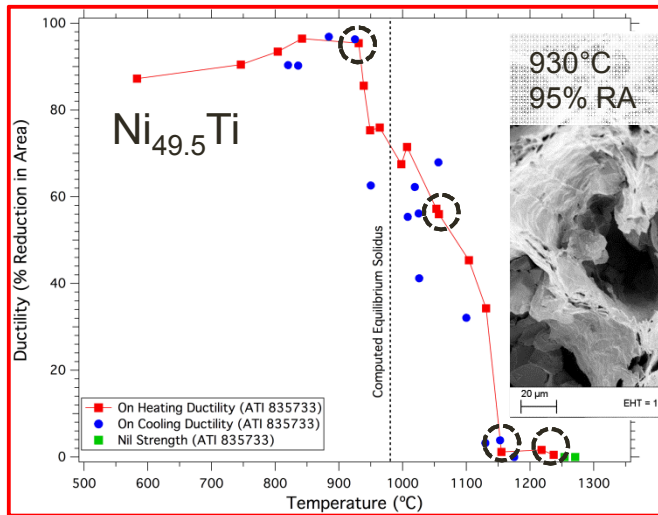 100
80
60
40
20
0
Ductility (% Reduction in Area)
Ni49.5Ti
Computed Equilibrium Solidus
930°C
95% RA
20 µm
EHT = 1
On Heating Ductility (ATI 835733)
On Cooling Ductility (ATI 835733)
Nil Strength (ATI 835733)
500 600 700 800 900 1000 1100 1200 1300
Temperature (ºC)